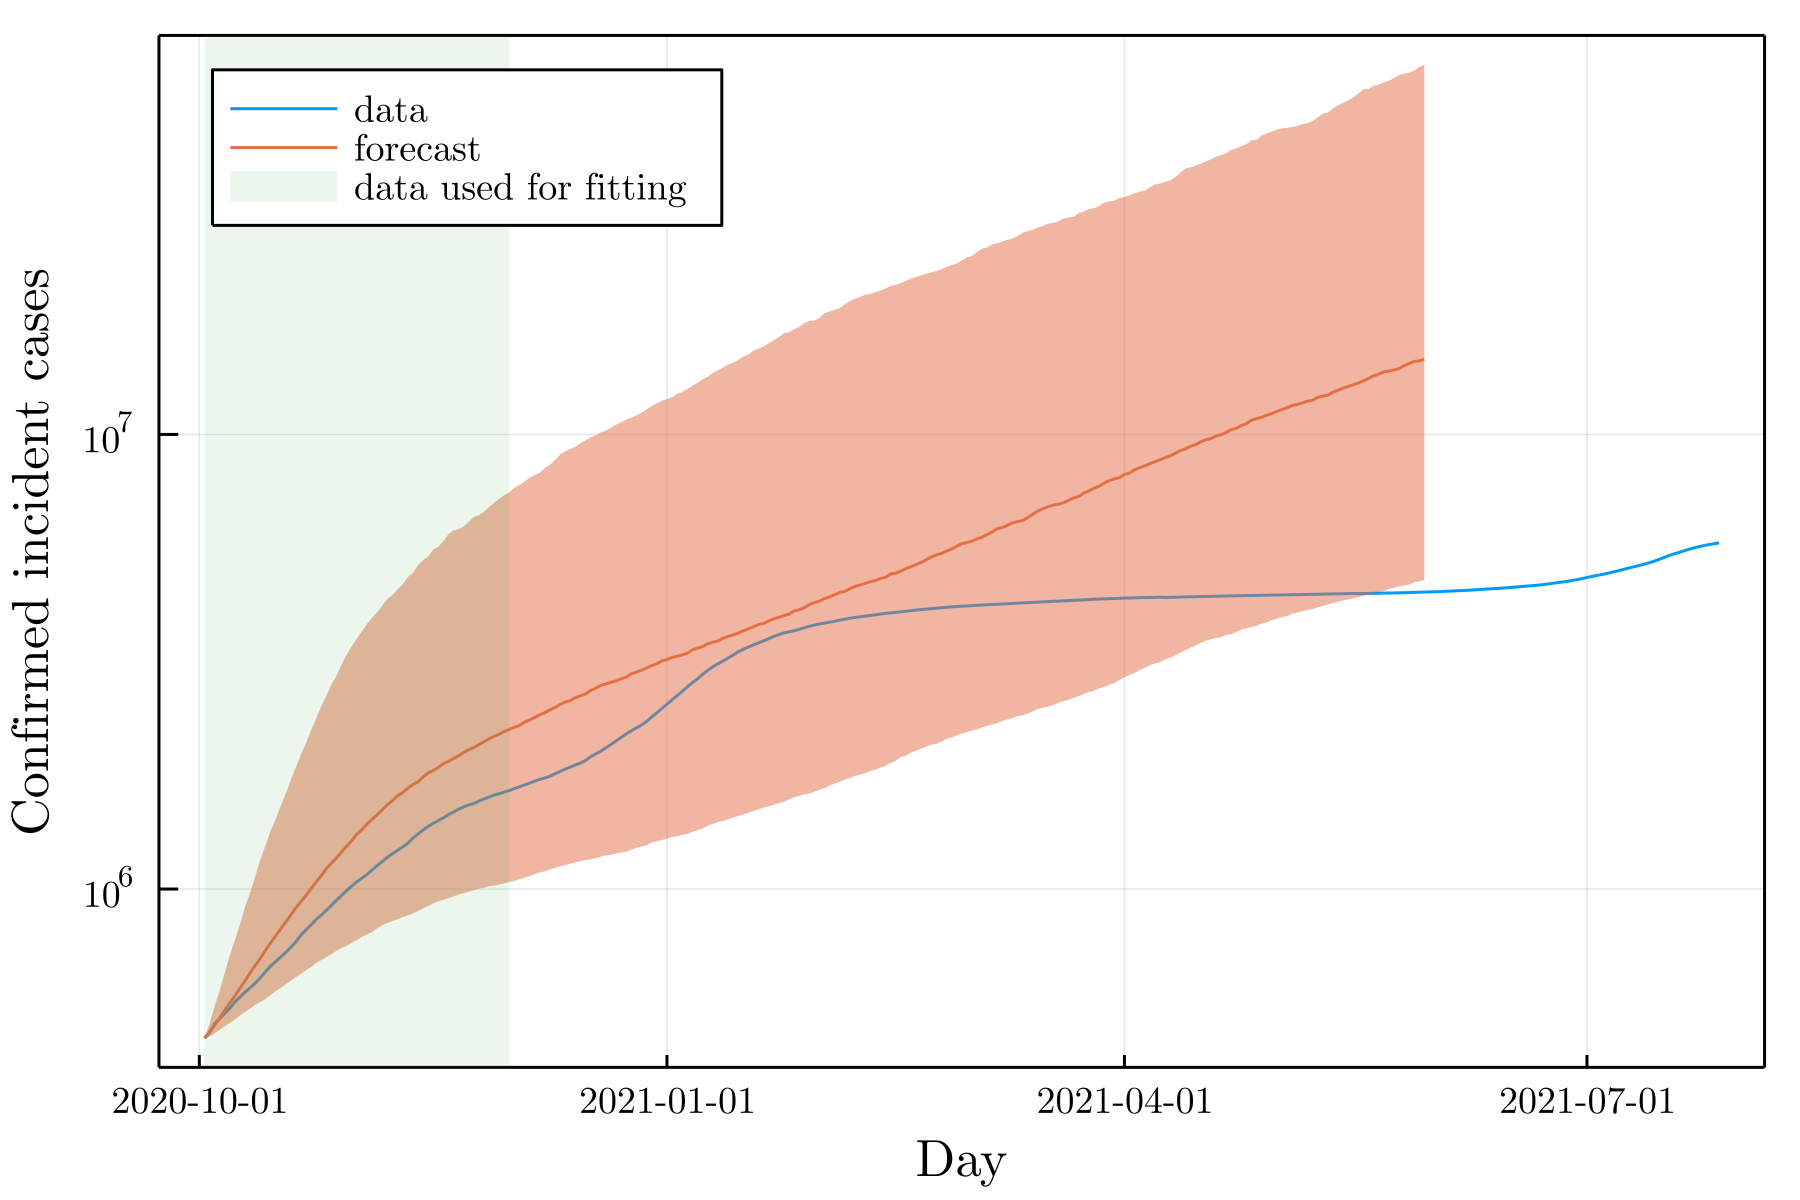 data
forecast
data used for fitting
Confirmed incident cases
10^7
10^6
2020-10-01
2021-01-01
2021-04-01
2021-07-01
Day